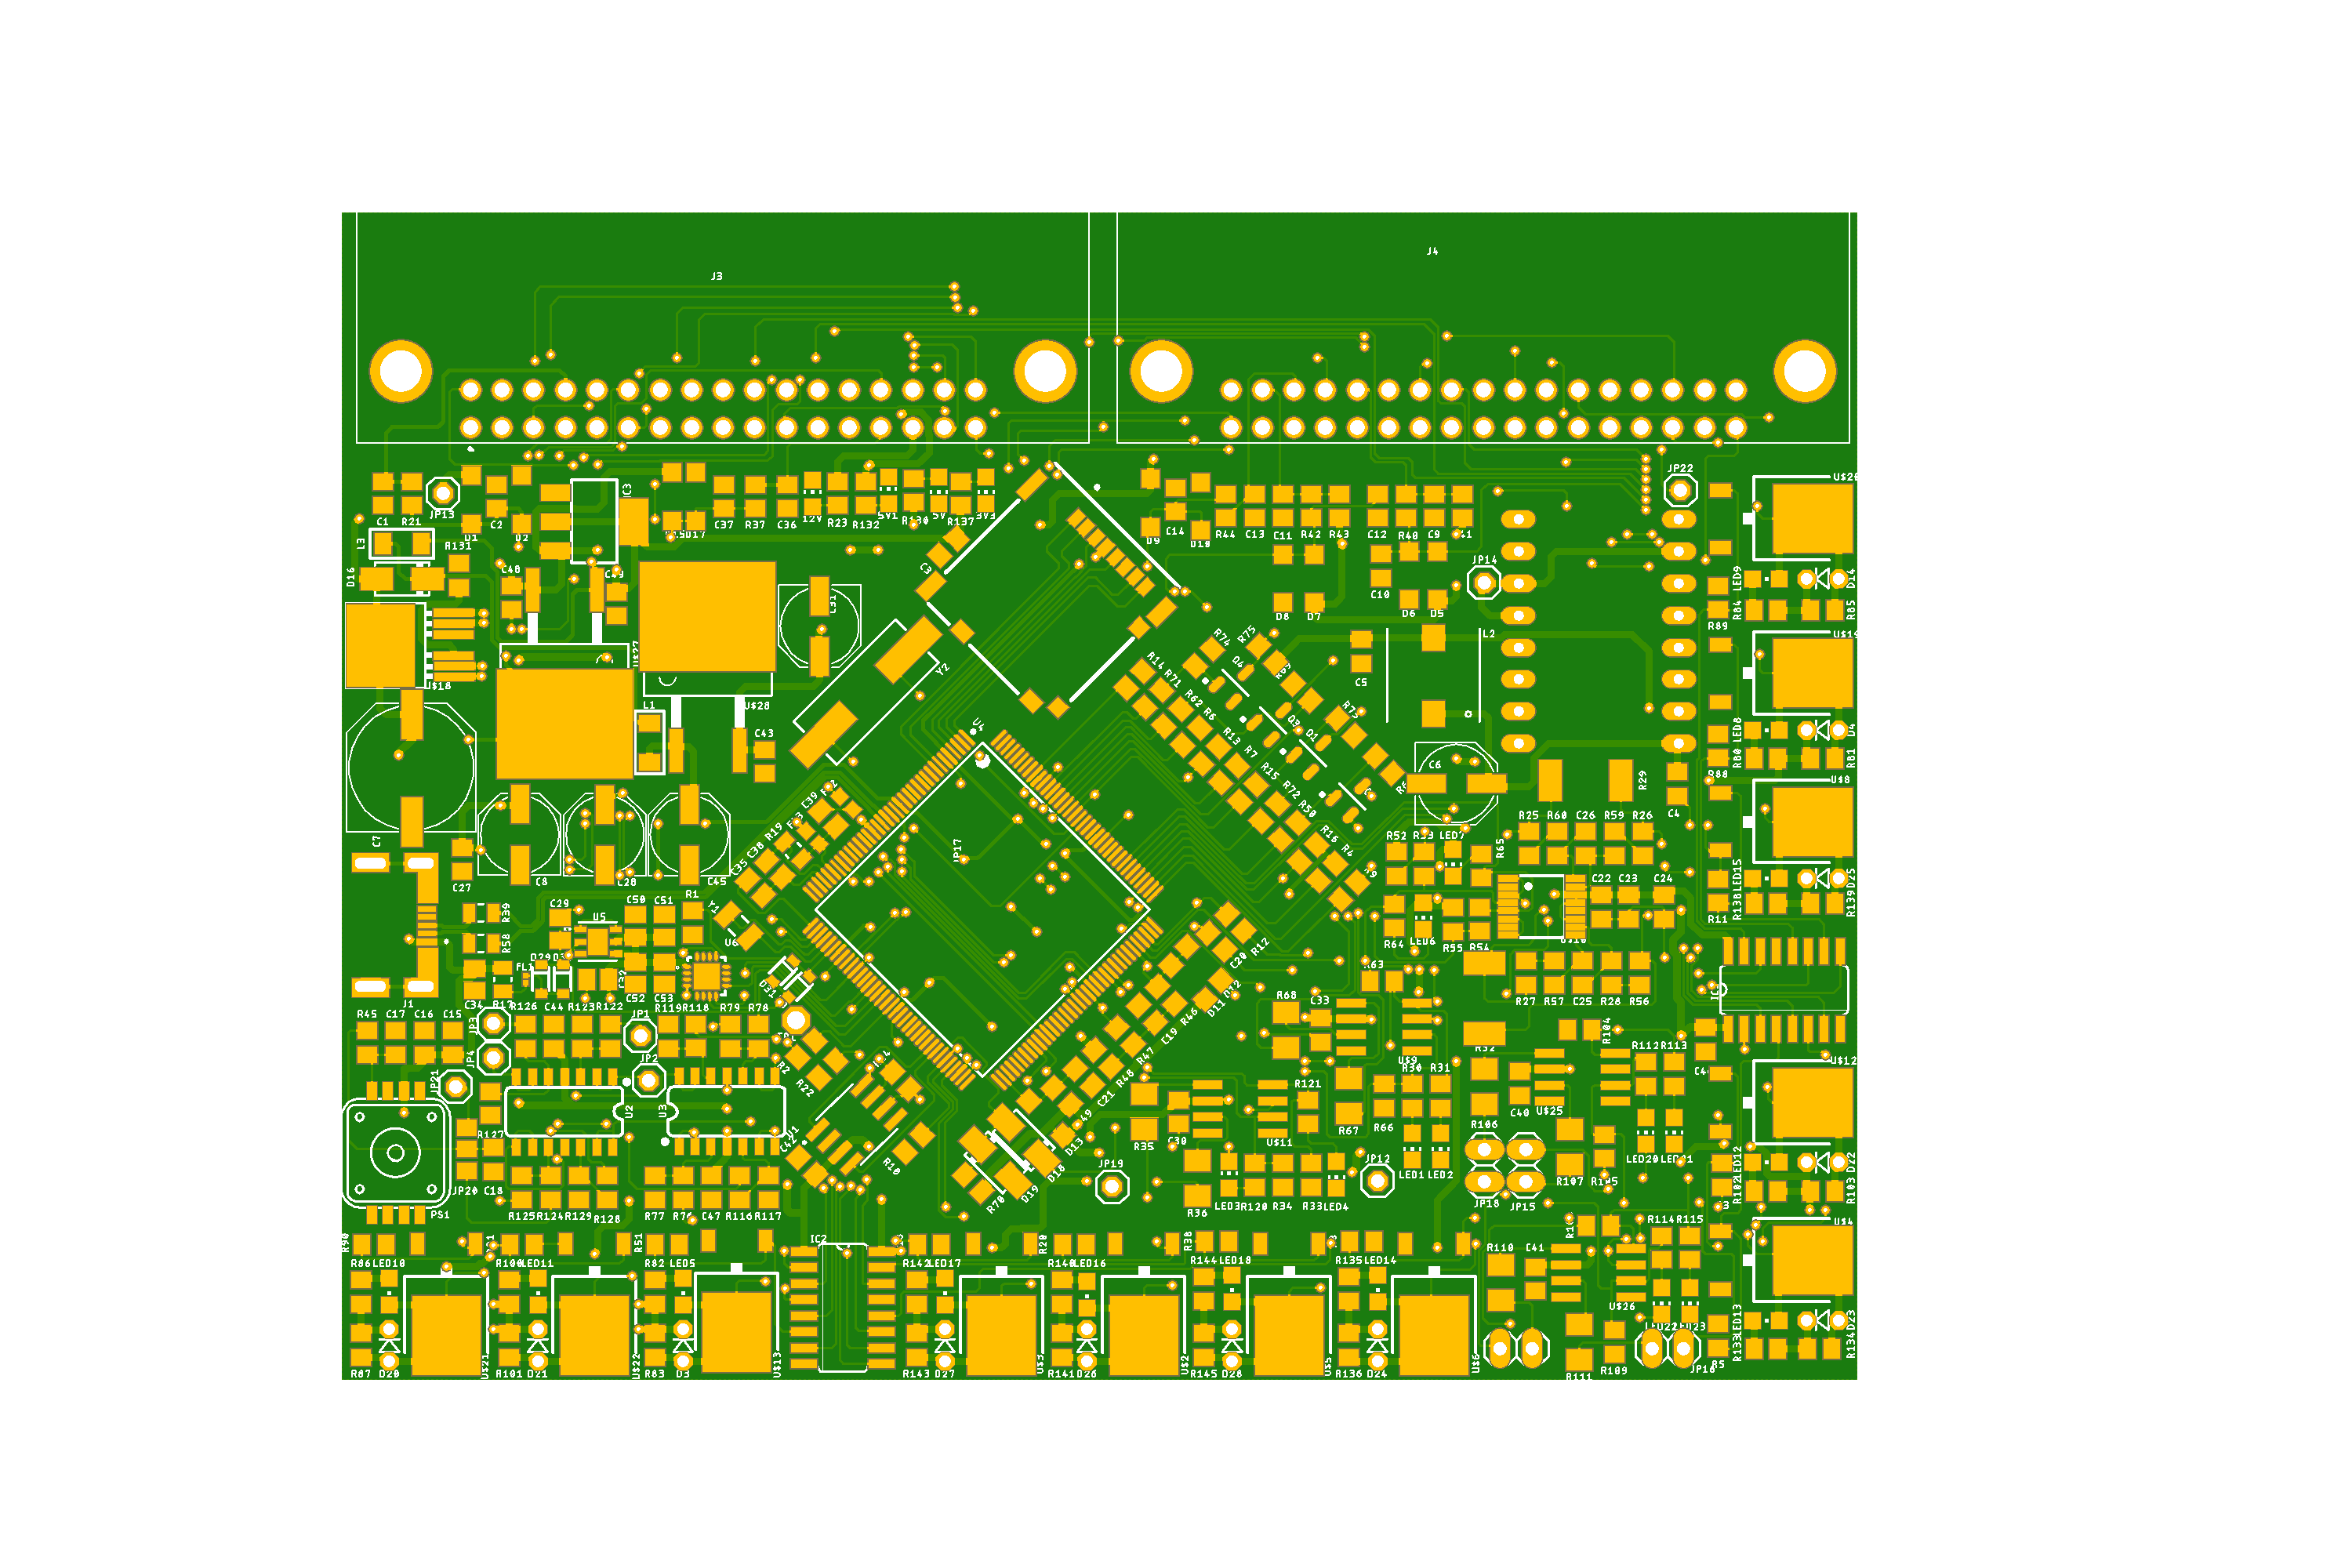 J3
J4
JP22
U$20
C1 R21 JP13 D1 C2 D2 IC3 C37 R37 C36 12V R23 R132 5V1 R130 5V R137 3V3
D9 C14 D10 R44 C13 C11 R42 R43 C12 R40 C9
L3 R131 JP14
D16 C48 C49 C3 C31
C10 D8 D7 D6 D5
LED9 D14
R84 R85
R89
U$19
U$18 U$27 U$28 Y2 R74 R75 Q4 L2 C5
R14 R71 R62 R6 R13 R7 R15 R72 R50 R16 R4
Q3 Q1 R73
L1 C43 U4
LED8 D4
R80 R81
R88
U$8
C6 R29 C4
C7 C8 C28 C45 C39 R19 C38 C35
JP17
R25 R60 C26 R59 R26
R52 LED7 R65
C27 R1 Y1 U6
LED15 D25
R138 R139
R11
R39 R58 C29 U5 C50 C51
R64 LED6 R55 R54
C22 C23 C24
C20 R12
J1 C34 R17 FL1 C44 C52 C53 D31
R63 D12 D11 R46 C19
R27 R57 C25 R28 R56
R45 C17 C16 C15 JP3 JP4 R126 R123 R122 JP1 R119 R118 R79 R78
R68 C33 R104
R47 R48 C21
U$9 R32 R112 R113
U$12
JP21 JP2 R2 R22
R30 R31 R121
U2 U3 C42 R10
R35 C30 U$11 R67 R66 C40 U$25
R127 R106
JP20 C18 PS1
JP19 JP12 D13 D18 D19 R70
LED1 LED2 R107 LED20
LED12 D22
R102 R103
R125 R124 R129 R128 R77 R76 C47 R116 R117
R36 LED3 R120 R34 R33 LED4
JP18 JP15
R90 R51 IC2 R20 R38
R114 R115
U$4
R86 LED10 R100 LED11 R82 LED5
R142 LED17 R140 LED16 R144 LED18 R135 LED14
R110 C41
U$26
LED13 D23
R133 R134
R5
U$21 U$22 U$13 U$3 U$2 U$5 U$6
R87 D20 R101 D21 R83 D3
R143 D27 R141 D26 R145 D28 R136 D24
R111 R109 JP16